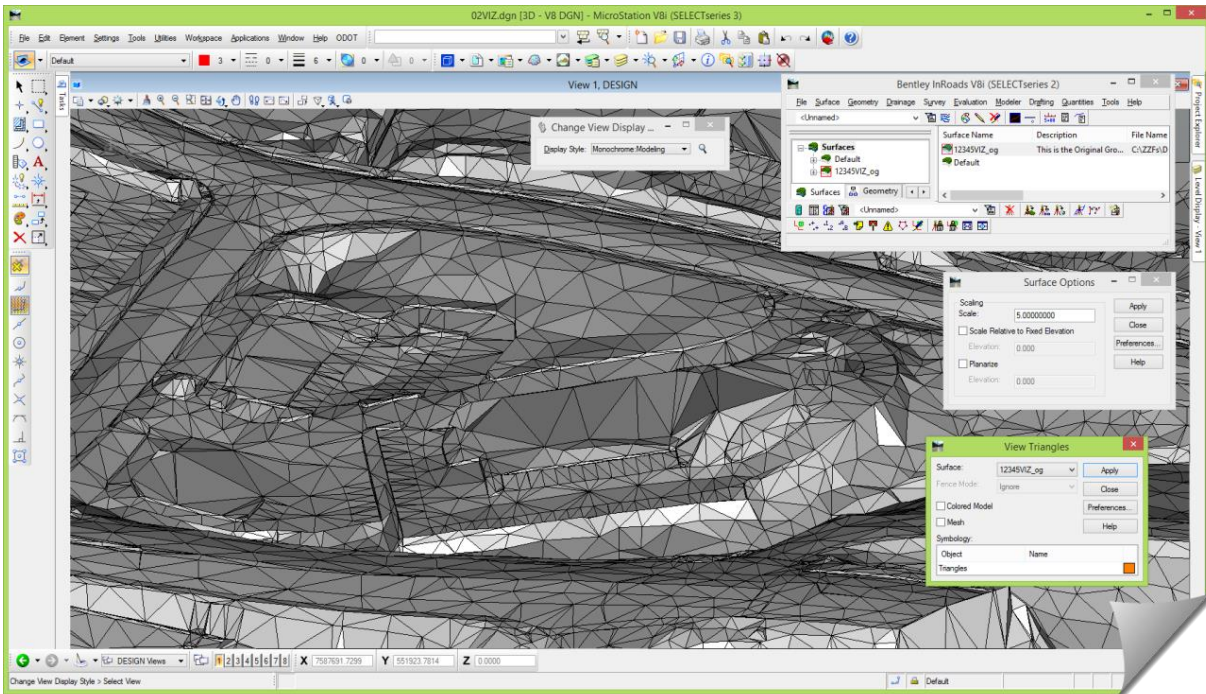 02VIZ.dgn [3D - V8 DGN] - MicroStation V8i (SELECTseries 3)
File Edit Element Settings Tools Utilities Workspace Applications Window Help ODOT
Default 3 0 6 0 0
View 1, DESIGN
Tasks
Change View Display ...
Display Style: Monochrome Modeling
Bentley InRoads V8i (SELECTseries 2)
File Surface Geometry Drainage Survey Evaluation Modeler Drafting Quantities Tools Help
<Unnamed>
Surfaces
Default
12345VIZ_og
Surfaces Geometry
Surface Name Description File Name
12345VIZ_og This is the Original Gro... C:\ZZFs\D
Default
<Unnamed>
Project Explorer
Level Display - View 1
Surface Options
Scaling
Scale: 5.00000000
Scale Relative to Fixed Elevation
Elevation: 0.000
Planarize
Elevation: 0.000
Apply
Close
Preferences...
Help
View Triangles
Surface: 12345VIZ_og
Fence Mode: Ignore
Colored Model
Mesh
Symbology:
Object Name
Triangles
Apply
Close
Preferences...
Help
DESIGN Views 1 2 3 4 5 6 7 8 X 7587691.7299 Y 551923.7814 Z 0.0000
Change View Display Style > Select View Default